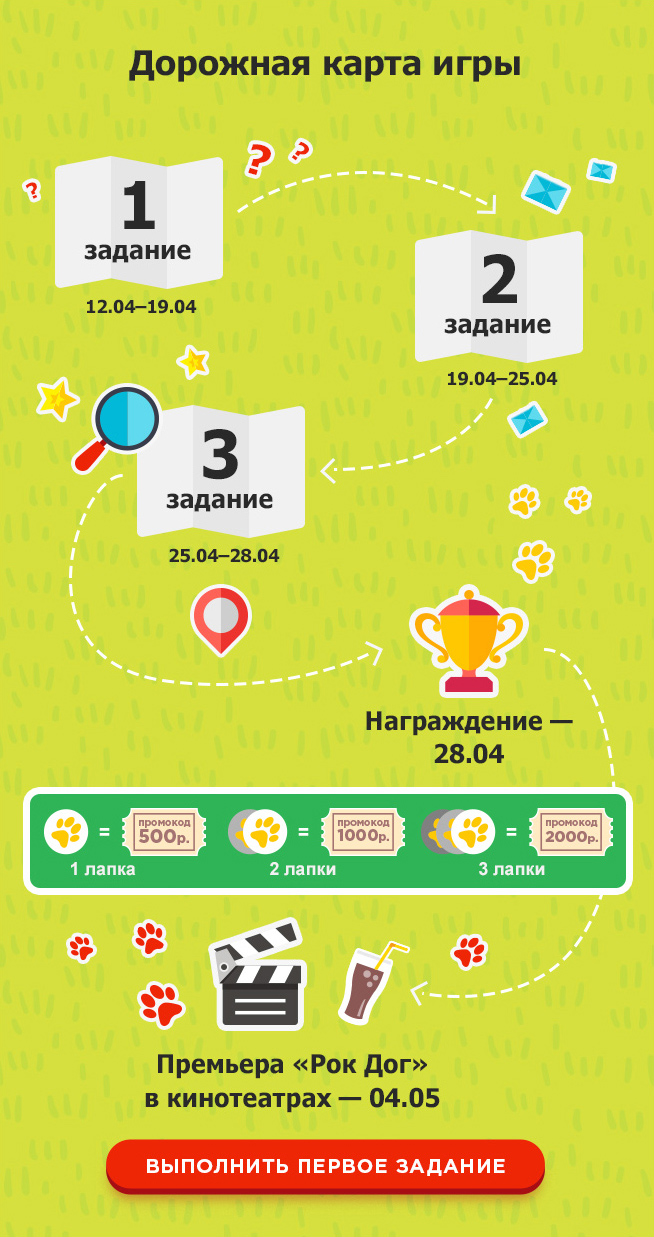 Дорожная карта игры
?
?
?
1
задание
12.04–19.04
2
задание
19.04–25.04
3
задание
25.04–28.04
Награждение —
28.04
= промокод
500р.
1 лапка
= промокод
1000р.
2 лапки
= промокод
2000р.
3 лапки
Премьера «Рок Дог»
в кинотеатрах — 04.05
ВЫПОЛНИТЬ ПЕРВОЕ ЗАДАНИЕ